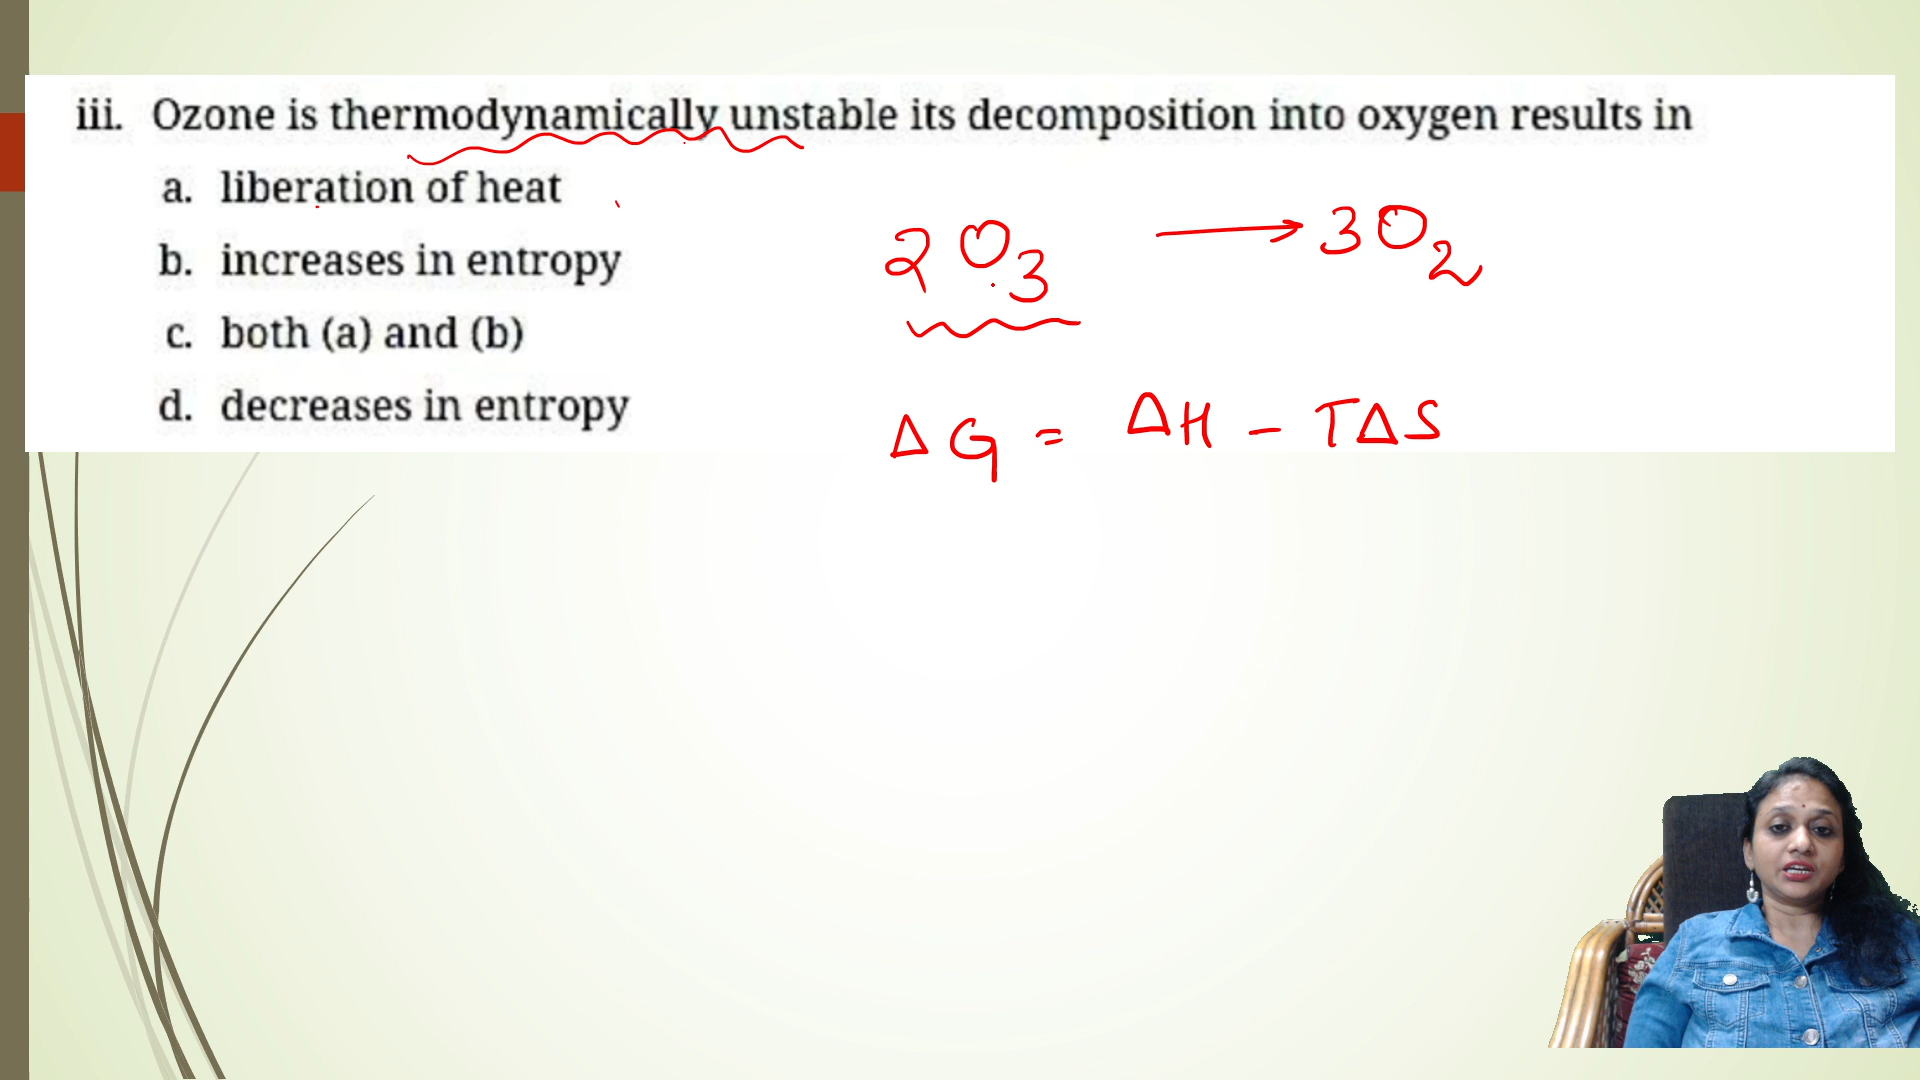 iii. Ozone is thermodynamically unstable its decomposition into oxygen results in
a. liberation of heat
b. increases in entropy
c. both (a) and (b)
d. decreases in entropy
2O₃ ⟶ 3O₂
ΔG = ΔH – TΔS